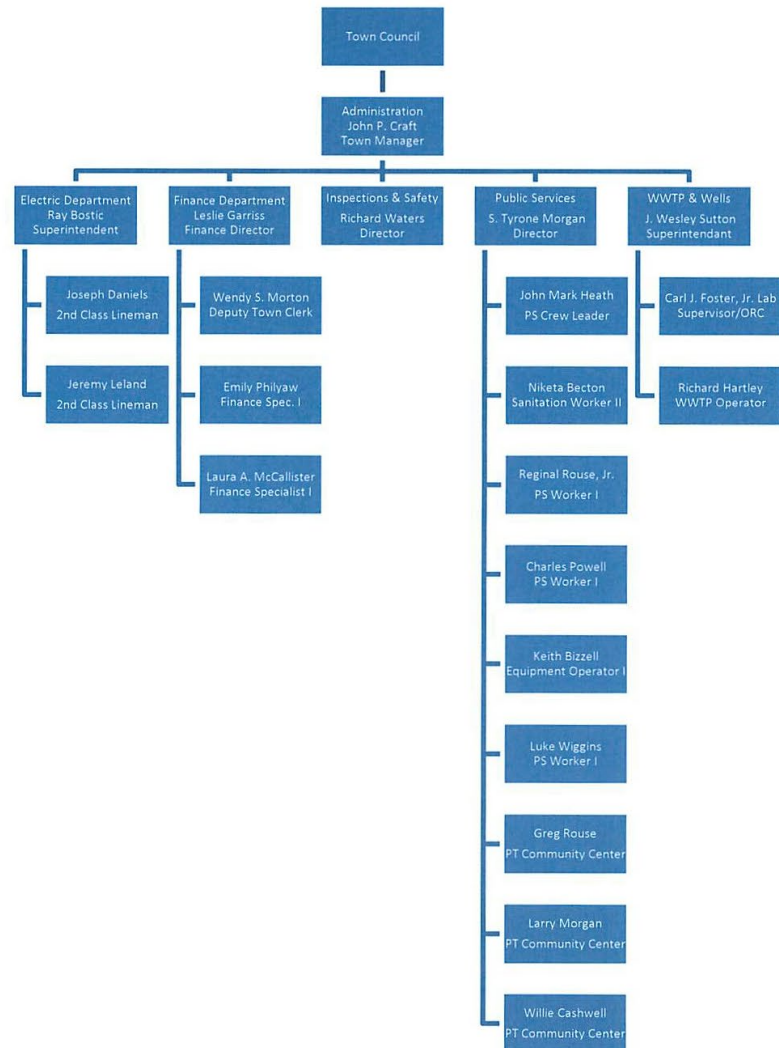 Town Council
Administration
John P. Craft
Town Manager
Electric Department
Ray Bostic
Superintendent
Joseph Daniels
2nd Class Lineman
Jeremy Leland
2nd Class Lineman
Finance Department
Leslie Garriss
Finance Director
Wendy S. Morton
Deputy Town Clerk
Emily Philyaw
Finance Spec. I
Laura A. McCallister
Finance Specialist I
Inspections & Safety
Richard Waters
Director
Public Services
S. Tyrone Morgan
Director
John Mark Heath
PS Crew Leader
Niketa Becton
Sanitation Worker II
Reginal Rouse, Jr.
PS Worker I
Charles Powell
PS Worker I
Keith Bizzell
Equipment Operator I
Luke Wiggins
PS Worker I
Greg Rouse
PT Community Center
Larry Morgan
PT Community Center
Willie Cashwell
PT Community Center
WWTP & Wells
J. Wesley Sutton
Superintendant
Carl J. Foster, Jr. Lab
Supervisor/ORC
Richard Hartley
WWTP Operator